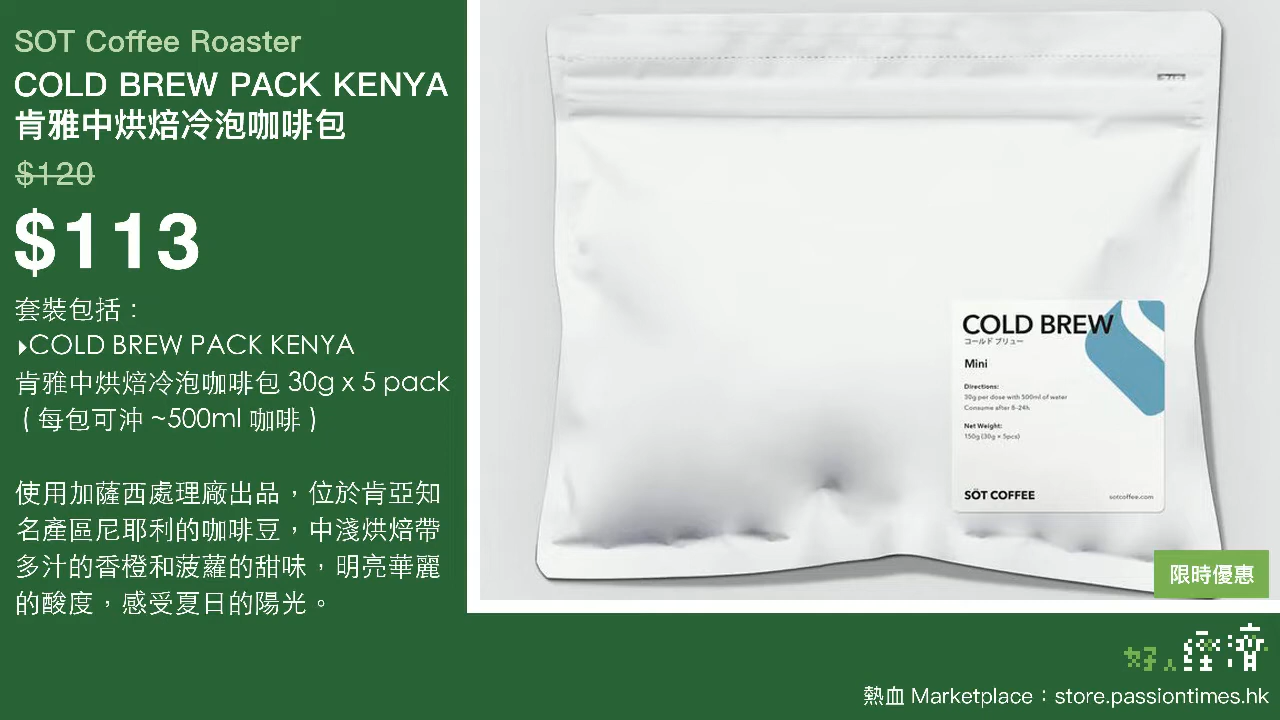 SOT Coffee Roaster
COLD BREW PACK KENYA
肯雅中烘焙冷泡咖啡包
$120
$113
套裝包括：
▸COLD BREW PACK KENYA
肯雅中烘焙冷泡咖啡包 30g x 5 pack
（每包可沖 ~500ml 咖啡）
使用加薩西處理廠出品，位於肯亞知
名產區尼耶利的咖啡豆，中淺烘焙帶
多汁的香橙和菠蘿的甜味，明亮華麗
的酸度，感受夏日的陽光。
COLD BREW
コールド ブリュー
Mini
Directions:
30g per dose with 500ml of water
Consume after 8-24h
Net Weight:
150g (30g × 5pcs)
SÖT COFFEE
sotcoffee.com
限時優惠
好人經濟
熱血 Marketplace：store.passiontimes.hk